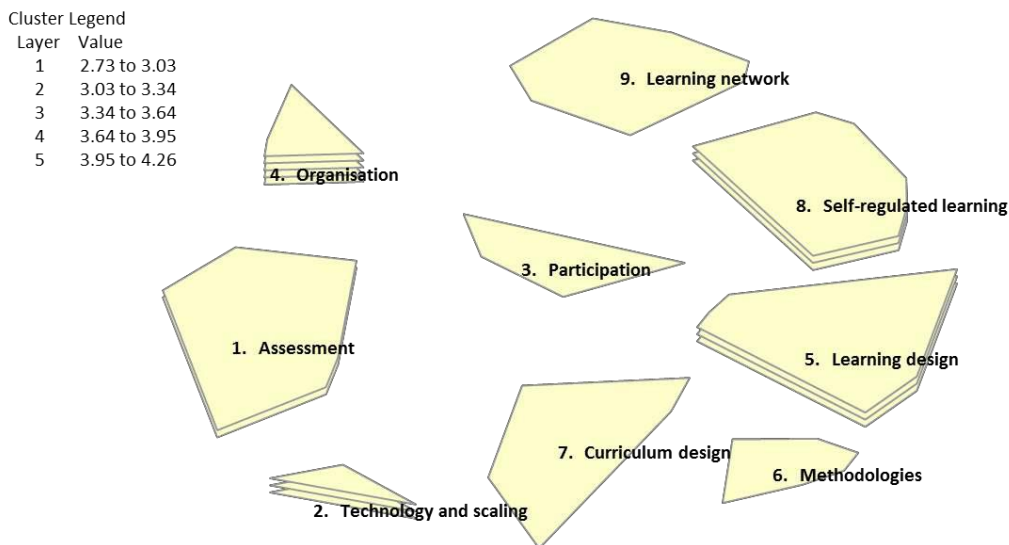 Cluster Legend
Layer Value
1 2.73 to 3.03
2 3.03 to 3.34
3 3.34 to 3.64
4 3.64 to 3.95
5 3.95 to 4.26
9. Learning network
4. Organisation
8. Self-regulated learning
3. Participation
1. Assessment
5. Learning design
7. Curriculum design
6. Methodologies
2. Technology and scaling